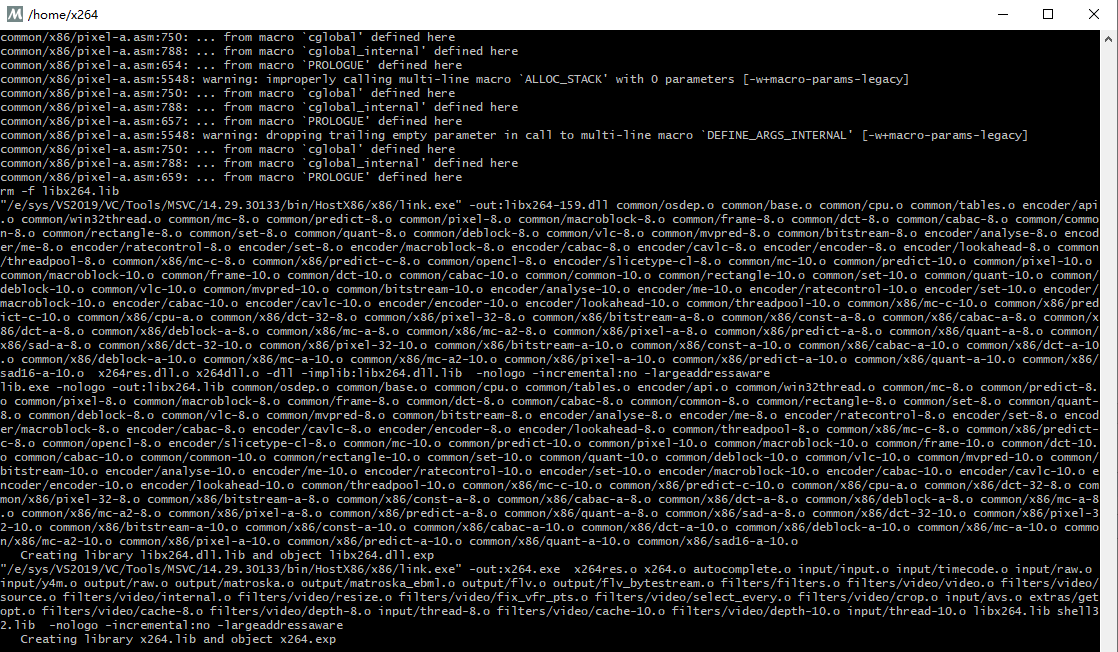 /home/x264
common/x86/pixel-a.asm:750: ... from macro `cglobal' defined here
common/x86/pixel-a.asm:788: ... from macro `cglobal_internal' defined here
common/x86/pixel-a.asm:654: ... from macro `PROLOGUE' defined here
common/x86/pixel-a.asm:5548: warning: improperly calling multi-line macro `ALLOC_STACK' with 0 parameters [-w+macro-params-legacy]
common/x86/pixel-a.asm:750: ... from macro `cglobal' defined here
common/x86/pixel-a.asm:788: ... from macro `cglobal_internal' defined here
common/x86/pixel-a.asm:657: ... from macro `PROLOGUE' defined here
common/x86/pixel-a.asm:5548: warning: dropping trailing empty parameter in call to multi-line macro `DEFINE_ARGS_INTERNAL' [-w+macro-params-legacy]
common/x86/pixel-a.asm:750: ... from macro `cglobal' defined here
common/x86/pixel-a.asm:788: ... from macro `cglobal_internal' defined here
common/x86/pixel-a.asm:659: ... from macro `PROLOGUE' defined here
rm -f libx264.lib
"/e/sys/VS2019/VC/Tools/MSVC/14.29.30133/bin/HostX86/x86/link.exe" -out:libx264-159.dll common/osdep.o common/base.o common/cpu.o common/tables.o encoder/api
.o common/win32thread.o common/mc-8.o common/predict-8.o common/pixel-8.o common/macroblock-8.o common/frame-8.o common/dct-8.o common/cabac-8.o common/commo
n-8.o common/rectangle-8.o common/set-8.o common/quant-8.o common/deblock-8.o common/vlc-8.o common/mvpred-8.o common/bitstream-8.o encoder/analyse-8.o encod
er/me-8.o encoder/ratecontrol-8.o encoder/set-8.o encoder/macroblock-8.o encoder/cabac-8.o encoder/cavlc-8.o encoder/encoder-8.o encoder/lookahead-8.o common
/threadpool-8.o common/x86/mc-c-8.o common/x86/predict-c-8.o common/opencl-8.o encoder/slicetype-cl-8.o common/mc-10.o common/predict-10.o common/pixel-10.o
common/macroblock-10.o common/frame-10.o common/dct-10.o common/cabac-10.o common/common-10.o common/rectangle-10.o common/set-10.o common/quant-10.o common/
deblock-10.o common/vlc-10.o common/mvpred-10.o common/bitstream-10.o encoder/analyse-10.o encoder/me-10.o encoder/ratecontrol-10.o encoder/set-10.o encoder/
macroblock-10.o encoder/cabac-10.o encoder/cavlc-10.o encoder/encoder-10.o encoder/lookahead-10.o common/threadpool-10.o common/x86/mc-c-10.o common/x86/pred
ict-c-10.o common/x86/cpu-a.o common/x86/dct-32-8.o common/x86/pixel-32-8.o common/x86/bitstream-a-8.o common/x86/const-a-8.o common/x86/cabac-a-8.o common/x
86/dct-a-8.o common/x86/deblock-a-8.o common/x86/mc-a-8.o common/x86/mc-a2-8.o common/x86/pixel-a-8.o common/x86/predict-a-8.o common/x86/quant-a-8.o common/
x86/sad-a-8.o common/x86/dct-32-10.o common/x86/pixel-32-10.o common/x86/bitstream-a-10.o common/x86/const-a-10.o common/x86/cabac-a-10.o common/x86/dct-a-10
.o common/x86/deblock-a-10.o common/x86/mc-a-10.o common/x86/mc-a2-10.o common/x86/pixel-a-10.o common/x86/predict-a-10.o common/x86/quant-a-10.o common/x86/
sad16-a-10.o  x264res.dll.o x264dll.o -dll -implib:libx264.dll.lib  -nologo -incremental:no -largeaddressaware
lib.exe -nologo -out:libx264.lib common/osdep.o common/base.o common/cpu.o common/tables.o encoder/api.o common/win32thread.o common/mc-8.o common/predict-8.
o common/pixel-8.o common/macroblock-8.o common/frame-8.o common/dct-8.o common/cabac-8.o common/common-8.o common/rectangle-8.o common/set-8.o common/quant-
8.o common/deblock-8.o common/vlc-8.o common/mvpred-8.o common/bitstream-8.o encoder/analyse-8.o encoder/me-8.o encoder/ratecontrol-8.o encoder/set-8.o encod
er/macroblock-8.o encoder/cabac-8.o encoder/cavlc-8.o encoder/encoder-8.o encoder/lookahead-8.o common/threadpool-8.o common/x86/mc-c-8.o common/x86/predict-
c-8.o common/opencl-8.o encoder/slicetype-cl-8.o common/mc-10.o common/predict-10.o common/pixel-10.o common/macroblock-10.o common/frame-10.o common/dct-10.
o common/cabac-10.o common/common-10.o common/rectangle-10.o common/set-10.o common/quant-10.o common/deblock-10.o common/vlc-10.o common/mvpred-10.o common/
bitstream-10.o encoder/analyse-10.o encoder/me-10.o encoder/ratecontrol-10.o encoder/set-10.o encoder/macroblock-10.o encoder/cabac-10.o encoder/cavlc-10.o e
ncoder/encoder-10.o encoder/lookahead-10.o common/threadpool-10.o common/x86/mc-c-10.o common/x86/predict-c-10.o common/x86/cpu-a.o common/x86/dct-32-8.o com
mon/x86/pixel-32-8.o common/x86/bitstream-a-8.o common/x86/const-a-8.o common/x86/cabac-a-8.o common/x86/dct-a-8.o common/x86/deblock-a-8.o common/x86/mc-a-8
.o common/x86/mc-a2-8.o common/x86/pixel-a-8.o common/x86/predict-a-8.o common/x86/quant-a-8.o common/x86/sad-a-8.o common/x86/dct-32-10.o common/x86/pixel-3
2-10.o common/x86/bitstream-a-10.o common/x86/const-a-10.o common/x86/cabac-a-10.o common/x86/dct-a-10.o common/x86/deblock-a-10.o common/x86/mc-a-10.o commo
n/x86/mc-a2-10.o common/x86/pixel-a-10.o common/x86/predict-a-10.o common/x86/quant-a-10.o common/x86/sad16-a-10.o
   Creating library libx264.dll.lib and object libx264.dll.exp
"/e/sys/VS2019/VC/Tools/MSVC/14.29.30133/bin/HostX86/x86/link.exe" -out:x264.exe  x264res.o x264.o autocomplete.o input/input.o input/timecode.o input/raw.o
input/y4m.o output/raw.o output/matroska.o output/matroska_ebml.o output/flv.o output/flv_bytestream.o filters/filters.o filters/video/video.o filters/video/
source.o filters/video/internal.o filters/video/resize.o filters/video/fix_vfr_pts.o filters/video/select_every.o filters/video/crop.o input/avs.o extras/get
opt.o filters/video/cache-8.o filters/video/depth-8.o input/thread-8.o filters/video/cache-10.o filters/video/depth-10.o input/thread-10.o libx264.lib shell3
2.lib  -nologo -incremental:no -largeaddressaware
   Creating library x264.lib and object x264.exp